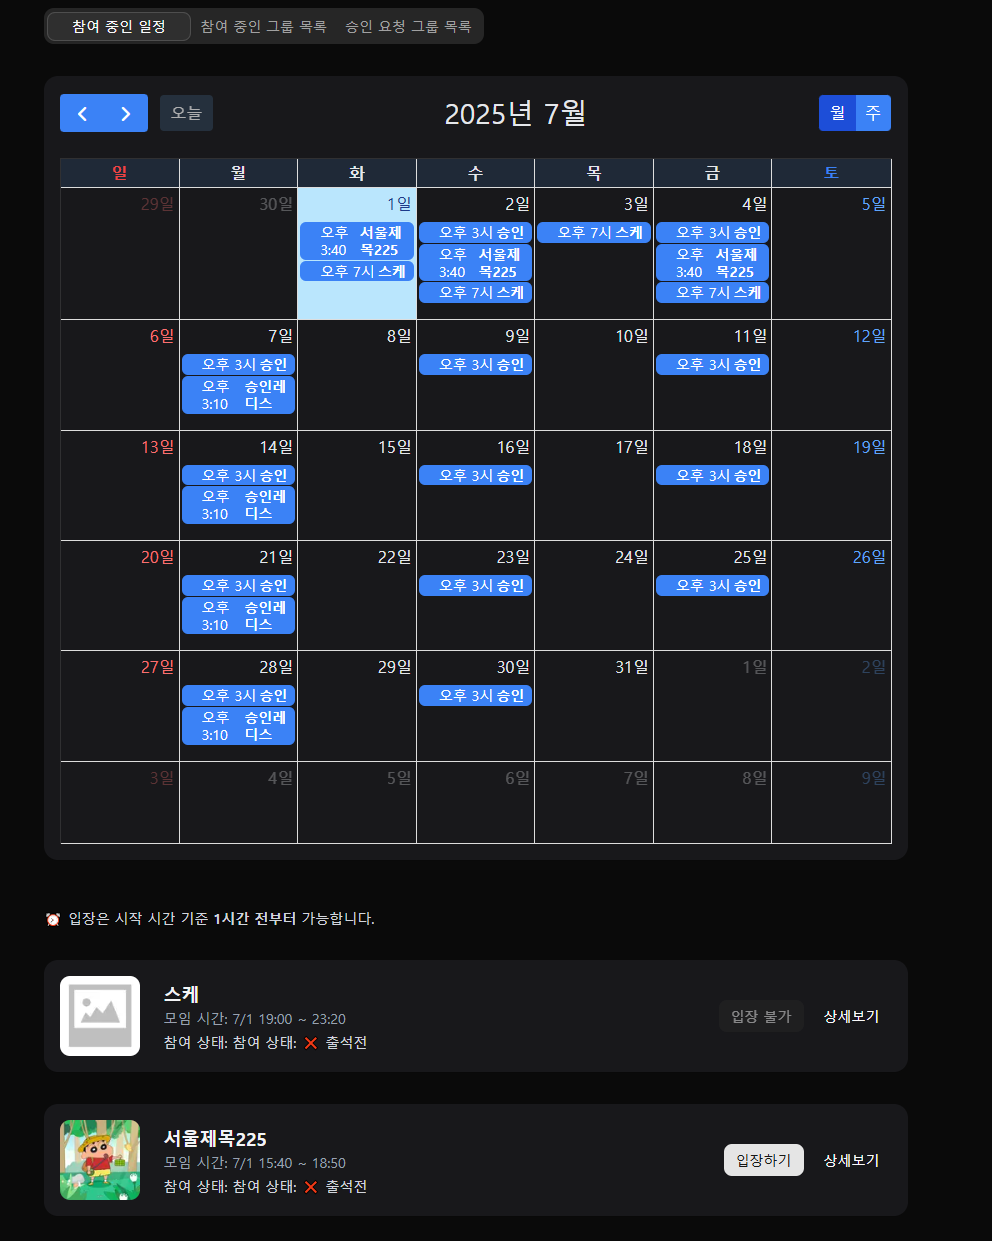 참여 중인 일정 참여 중인 그룹 목록 승인 요청 그룹 목록
오늘 2025년 7월 월 주
일 월 화 수 목 금 토
29일 30일 1일 2일 3일 4일 5일
오후 3:40 서울제목225
오후 7시 스케
오후 3시 승인
오후 3:40 서울제목225
오후 7시 스케
오후 7시 스케
오후 3시 승인
오후 3:40 서울제목225
오후 7시 스케
6일 7일 8일 9일 10일 11일 12일
오후 3시 승인
오후 3:10 승인레디스
오후 3시 승인
오후 3시 승인
13일 14일 15일 16일 17일 18일 19일
오후 3시 승인
오후 3:10 승인레디스
오후 3시 승인
오후 3시 승인
20일 21일 22일 23일 24일 25일 26일
오후 3시 승인
오후 3:10 승인레디스
오후 3시 승인
오후 3시 승인
27일 28일 29일 30일 31일 1일 2일
오후 3시 승인
오후 3:10 승인레디스
오후 3시 승인
3일 4일 5일 6일 7일 8일 9일
⏰ 입장은 시작 시간 기준 1시간 전부터 가능합니다.
스케
모임 시간: 7/1 19:00 ~ 23:20
참여 상태: 참여 상태: ❌ 출석전
입장 불가 상세보기
서울제목225
모임 시간: 7/1 15:40 ~ 18:50
참여 상태: 참여 상태: ❌ 출석전
입장하기 상세보기